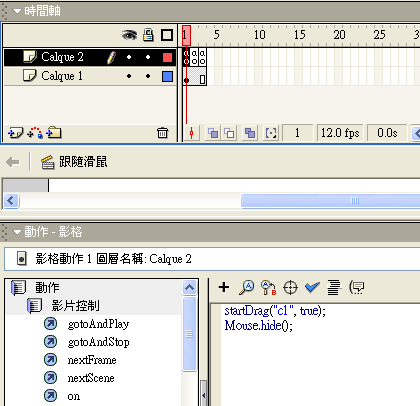 時間軸
1 5 10 15 20 25 3
Calque 2
Calque 1
1 12.0 fps 0.0s
跟隨滑鼠
動作 - 影格
影格動作 1 圖層名稱: Calque 2
動作
影片控制
gotoAndPlay
gotoAndStop
nextFrame
nextScene
on
startDrag("c1", true);
Mouse.hide();